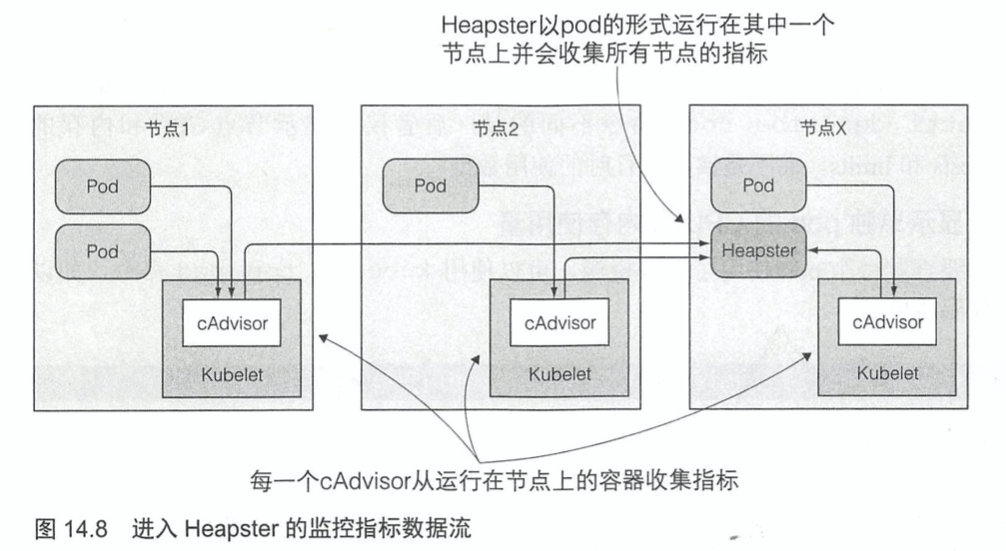 Heapster以pod的形式运行在其中一个
节点上并会收集所有节点的指标
节点1
节点2
节点X
Pod
Pod
Pod
Pod
Heapster
cAdvisor
cAdvisor
cAdvisor
Kubelet
Kubelet
Kubelet
每一个cAdvisor从运行在节点上的容器收集指标
图 14.8 进入 Heapster 的监控指标数据流